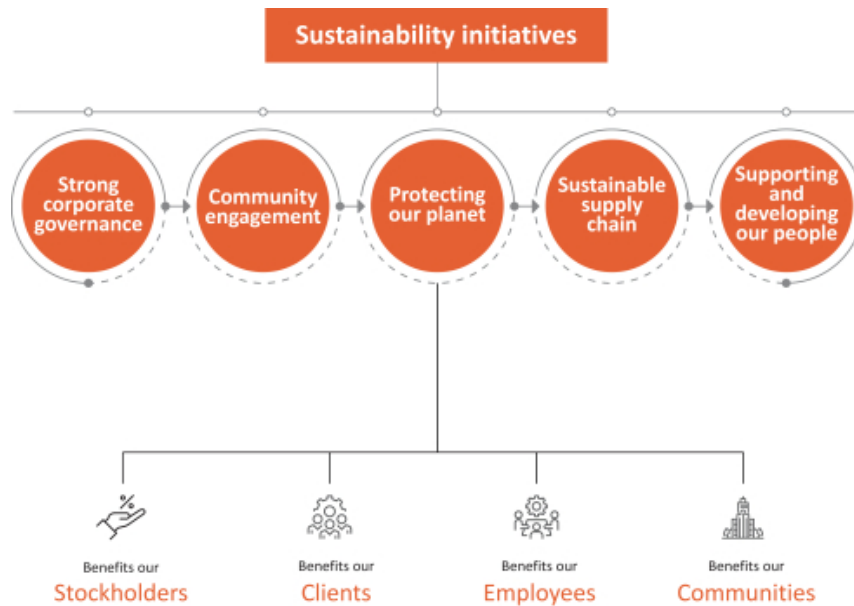 Sustainability initiatives
Strong
corporate
governance
Community
engagement
Protecting
our planet
Sustainable
supply
chain
Supporting
and
developing
our people
Benefits our
Stockholders
Benefits our
Clients
Benefits our
Employees
Benefits our
Communities